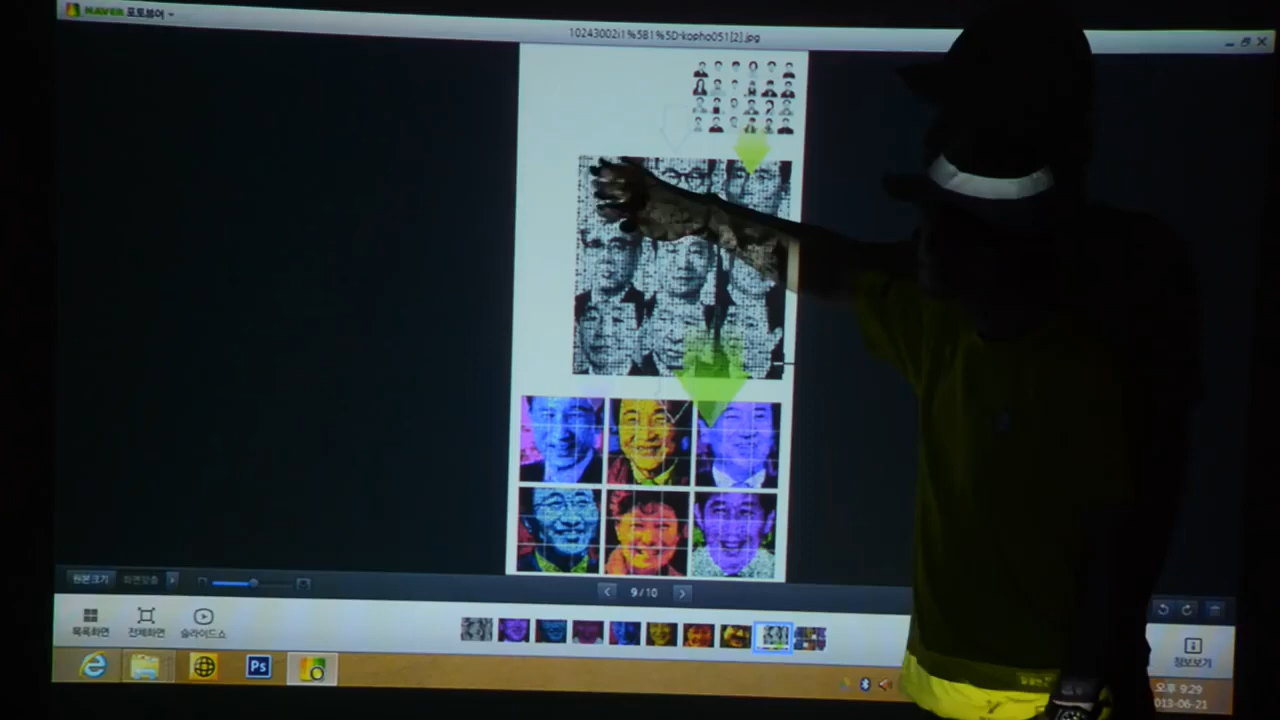 NAVER 포토뷰어
10243002i1%5B1%5D-kopho051[2].jpg
원본크기 화면맞춤
9 / 10
목록화면 전체화면 슬라이드쇼
정보보기
Ps
오후 9:29
013-06-21